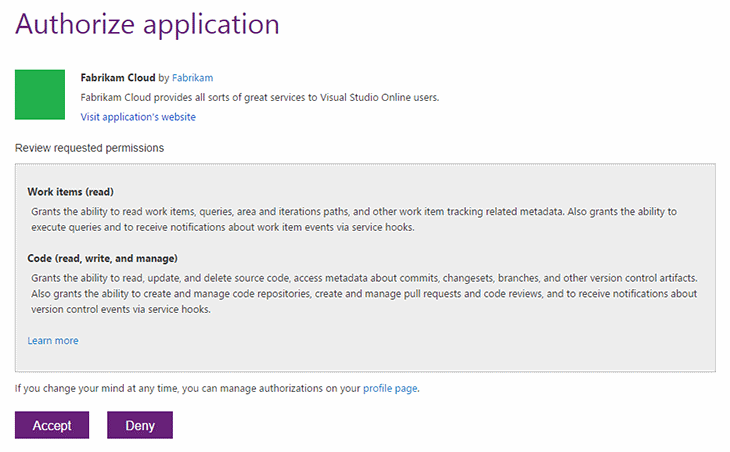 Authorize application
Fabrikam Cloud by Fabrikam
Fabrikam Cloud provides all sorts of great services to Visual Studio Online users.
Visit application's website
Review requested permissions
Work items (read)
Grants the ability to read work items, queries, area and iterations paths, and other work item tracking related metadata. Also grants the ability to
execute queries and to receive notifications about work item events via service hooks.
Code (read, write, and manage)
Grants the ability to read, update, and delete source code, access metadata about commits, changesets, branches, and other version control artifacts.
Also grants the ability to create and manage code repositories, create and manage pull requests and code reviews, and to receive notifications about
version control events via service hooks.
Learn more
If you change your mind at any time, you can manage authorizations on your profile page.
Accept Deny